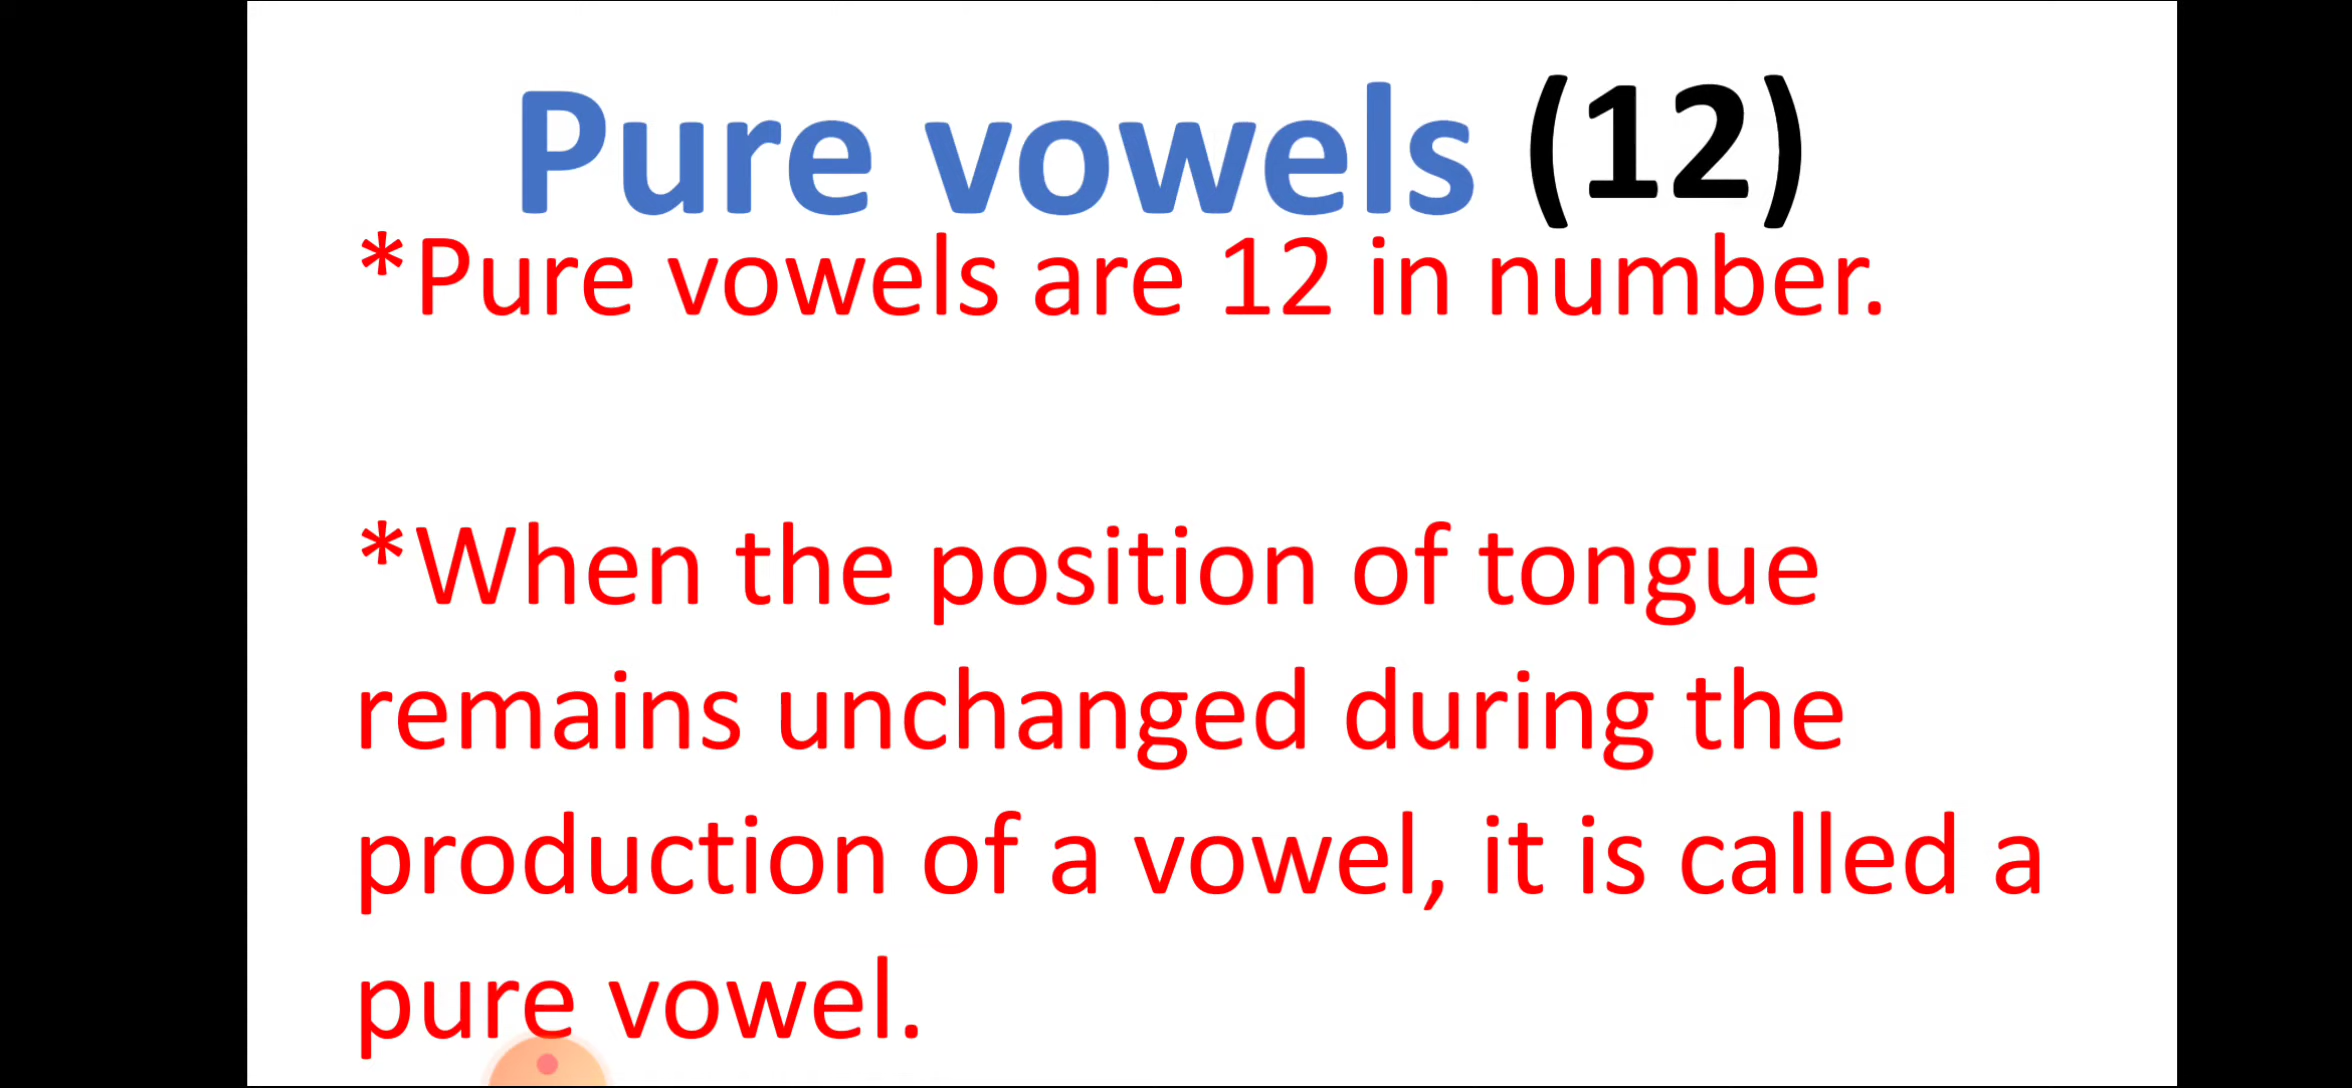 Pure vowels (12)
*Pure vowels are 12 in number.
*When the position of tongue
remains unchanged during the
production of a vowel, it is called a
pure vowel.